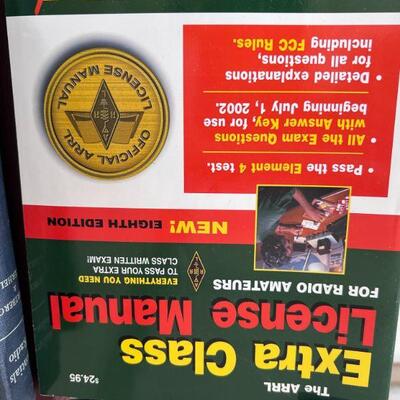 $24.95
The ARRL
Extra Class
License Manual
FOR RADIO AMATEURS
EVERYTHING YOU NEED
TO PASS YOUR EXTRA
CLASS WRITTEN EXAM!
NEW! EIGHTH EDITION
• Pass the Element 4 test.
• All the Exam Questions
with Answer Key, for use
beginning July 1, 2002.
• Detailed explanations
for all questions,
including FCC Rules.
OFFICIAL ARRL
LICENSE MANUAL